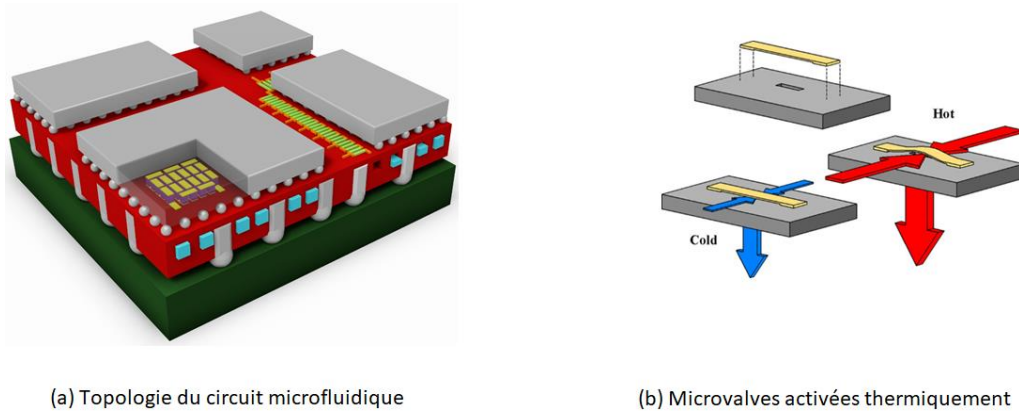 Hot
Cold
(a) Topologie du circuit microfluidique
(b) Microvalves activées thermiquement